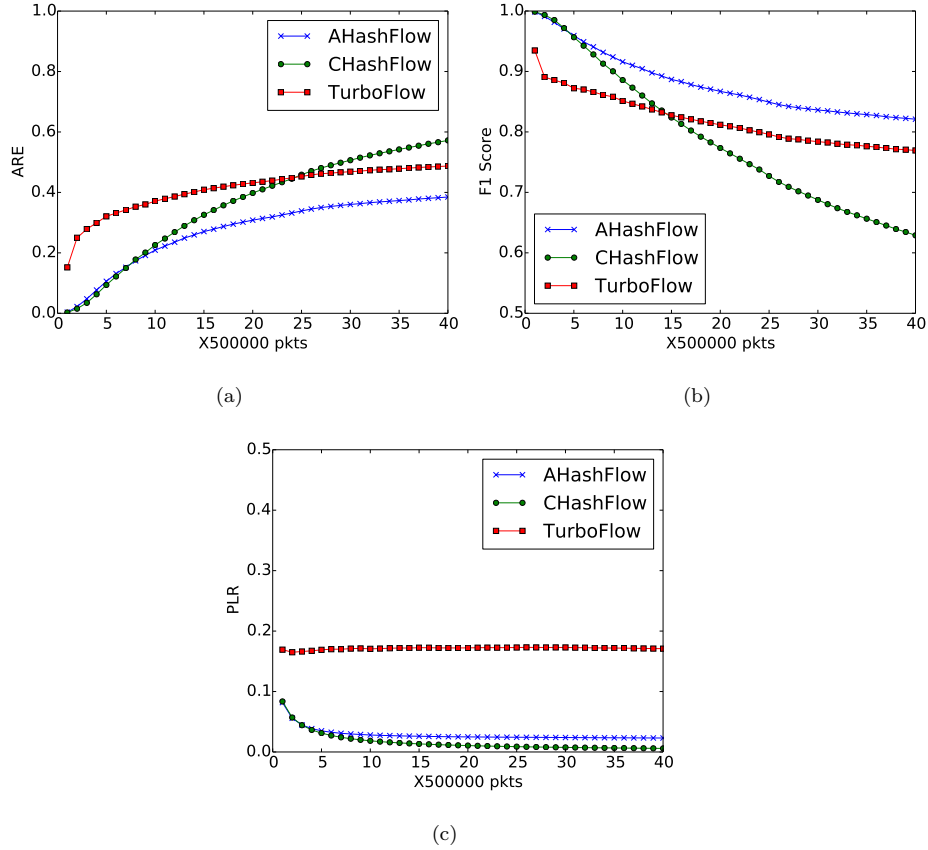 1.0
0.8
0.6
0.4
0.2
0.0
ARE
0 5 10 15 20 25 30 35 40
X500000 pkts
AHashFlow
CHashFlow
TurboFlow
(a)
1.0
0.9
0.8
0.7
0.6
0.5
F1 Score
0 5 10 15 20 25 30 35 40
X500000 pkts
AHashFlow
CHashFlow
TurboFlow
(b)
0.5
0.4
0.3
0.2
0.1
0.0
PLR
0 5 10 15 20 25 30 35 40
X500000 pkts
AHashFlow
CHashFlow
TurboFlow
(c)